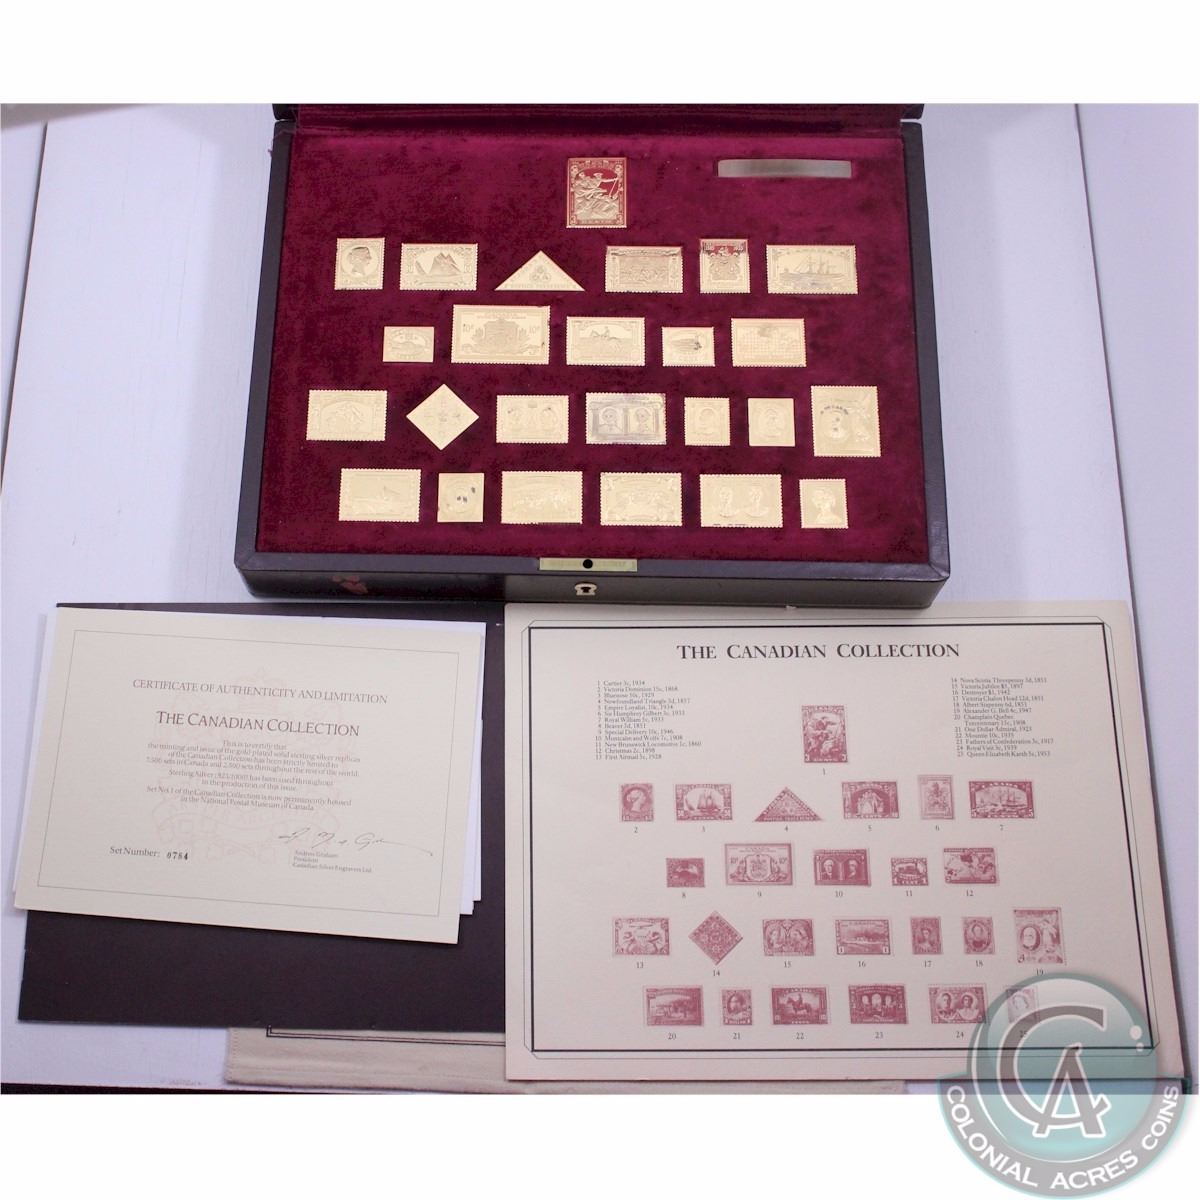 CERTIFICATE OF AUTHENTICITY AND LIMITATION
THE CANADIAN COLLECTION
This is to certify that
the minting and issue of the gold plated solid sterling silver replicas
of the Canadian Collection has been strictly limited to
7,500 sets in Canada and 2,500 sets throughout the rest of the world.
Sterling Silver (925/1000) has been used throughout
in the production of this issue.
Set No. 1 of the Canadian Collection is now permanently housed
in the National Postal Museum of Canada.
Set Number: 0784
Andrew Graham
President
Canadian Silver Engravers Ltd.
THE CANADIAN COLLECTION
1 Cartier 3c, 1934
2 Victoria Dominion 15c, 1868
3 Bluenose 10c, 1929
4 Newfoundland Triangle 3d, 1857
5 Empire Loyalist, 10c, 1934
6 Sir Humphrey Gilbert 3c, 1933
7 Royal William 5c, 1933
8 Beaver 3d, 1851
9 Special Delivery 10c, 1946
10 Montcalm and Wolfe 7c, 1908
11 New Brunswick Locomotive 1c, 1860
12 Christmas 2c, 1898
13 First Airmail 5c, 1928
14 Nova Scotia Threepenny 3d, 1851
15 Victoria Jubilee $1, 1897
16 Destroyer $1, 1942
17 Victoria Chalon Head 12d, 1851
18 Albert Sixpenny 6d, 1851
19 Alexander G. Bell 4c, 1947
20 Champlain Quebec
Tercentenary 15c, 1908
21 One Dollar Admiral, 1923
22 Mountie 10c, 1935
23 Fathers of Confederation 3c, 1917
24 Royal Visit 3c, 1939
25 Queen Elizabeth Karsh 5c, 1953
1
2 3 4 5 6 7
8 9 10 11 12
13 14 15 16 17 18 19
20 21 22 23 24 25
COLONIAL ACRES COINS